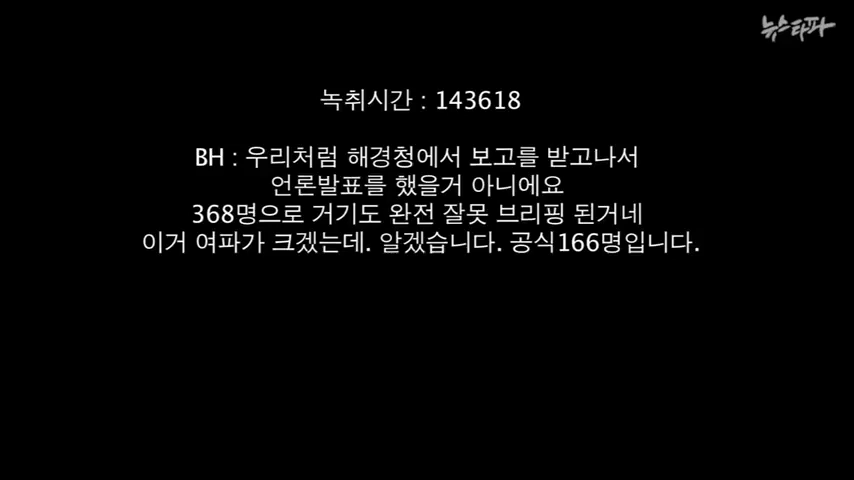 뉴스타파
녹취시간 : 143618
BH : 우리처럼 해경청에서 보고를 받고나서
언론발표를 했을거 아니에요
368명으로 거기도 완전 잘못 브리핑 된거네
이거 여파가 크겠는데. 알겠습니다. 공식166명입니다.